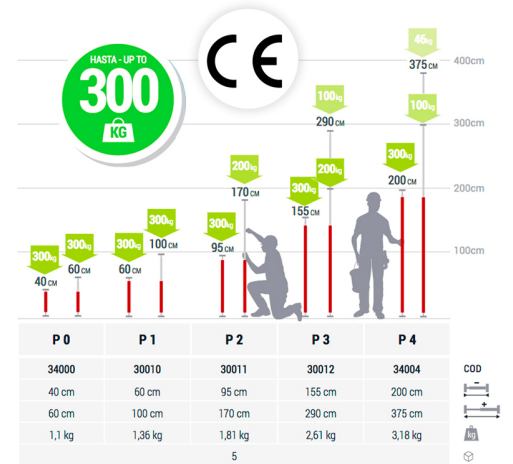 HASTA - UP TO
300
KG
CE
46kg
375 CM
400cm
100kg
290 CM
100kg
300cm
300kg
200 CM
200kg
170 CM
300kg
155 CM
200kg
200cm
300kg
40 CM
300kg
60 CM
300kg
60 CM
300kg
100 CM
300kg
95 CM
100cm
P 0 P 1 P 2 P 3 P 4
34000 30010 30011 30012 34004 COD
40 cm 60 cm 95 cm 155 cm 200 cm -
60 cm 100 cm 170 cm 290 cm 375 cm +
1,1 kg 1,36 kg 1,81 kg 2,61 kg 3,18 kg kg
5